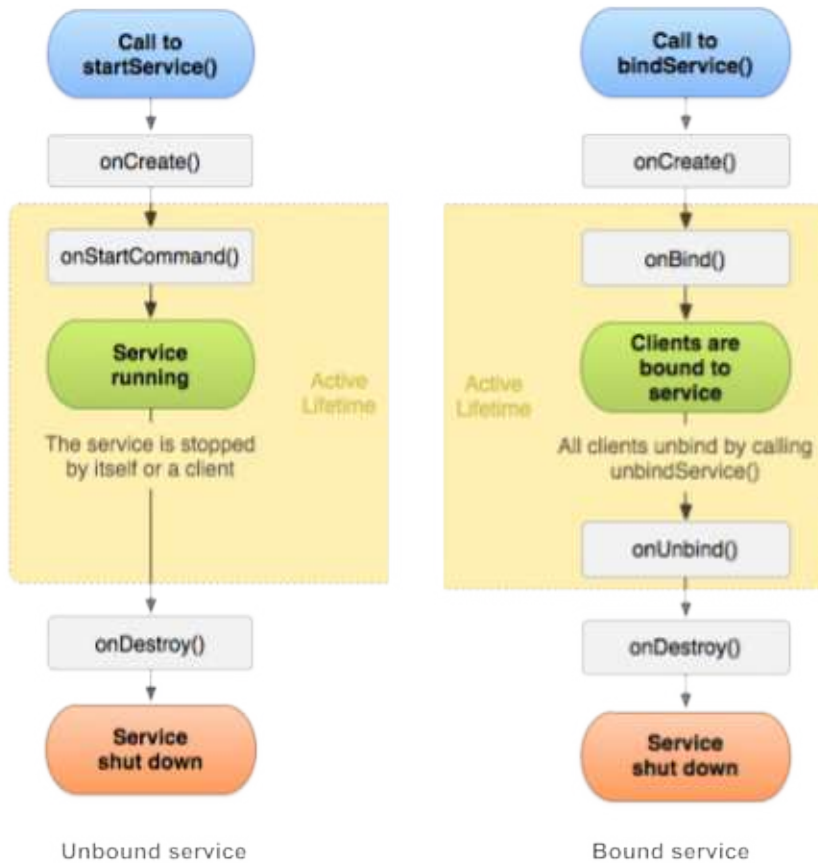 Call to
startService()
onCreate()
onStartCommand()
Service
running
Active
Lifetime
The service is stopped
by itself or a client
onDestroy()
Service
shut down
Unbound service
Call to
bindService()
onCreate()
onBind()
Clients are
bound to
service
Active
Lifetime
All clients unbind by calling
unbindService()
onUnbind()
onDestroy()
Service
shut down
Bound service